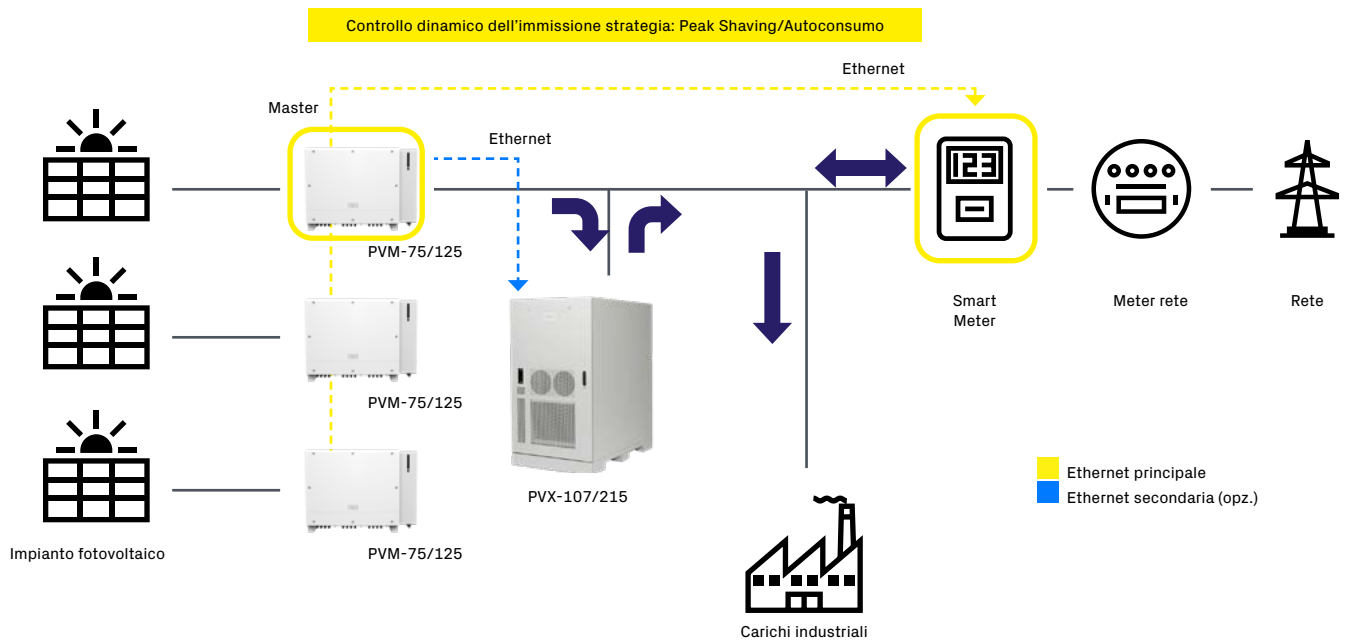 Controllo dinamico dell'immissione strategia: Peak Shaving/Autoconsumo
Ethernet
Master
Ethernet
123
PVM-75/125
Smart
Meter
Meter rete
Rete
PVM-75/125
PVX-107/215
Ethernet principale
Ethernet secondaria (opz.)
Impianto fotovoltaico
PVM-75/125
Carichi industriali